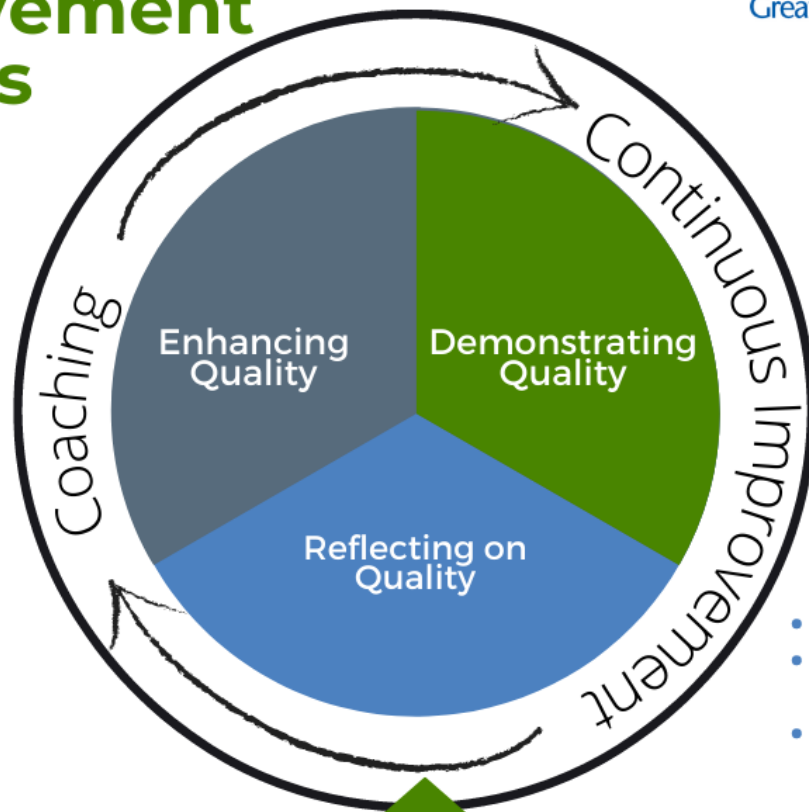 vement
s
Grea
Coaching
Continuous Improvement
Enhancing
Quality
Demonstrating
Quality
Reflecting on
Quality